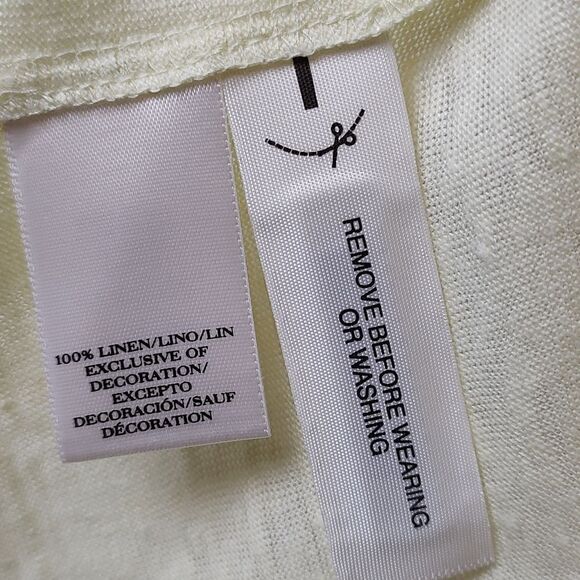 100% LINEN/LINO/LIN
EXCLUSIVE OF
DECORATION/
EXCEPTO
DECORACIÓN/SAUF
DÉCORATION
REMOVE BEFORE WEARING
OR WASHING